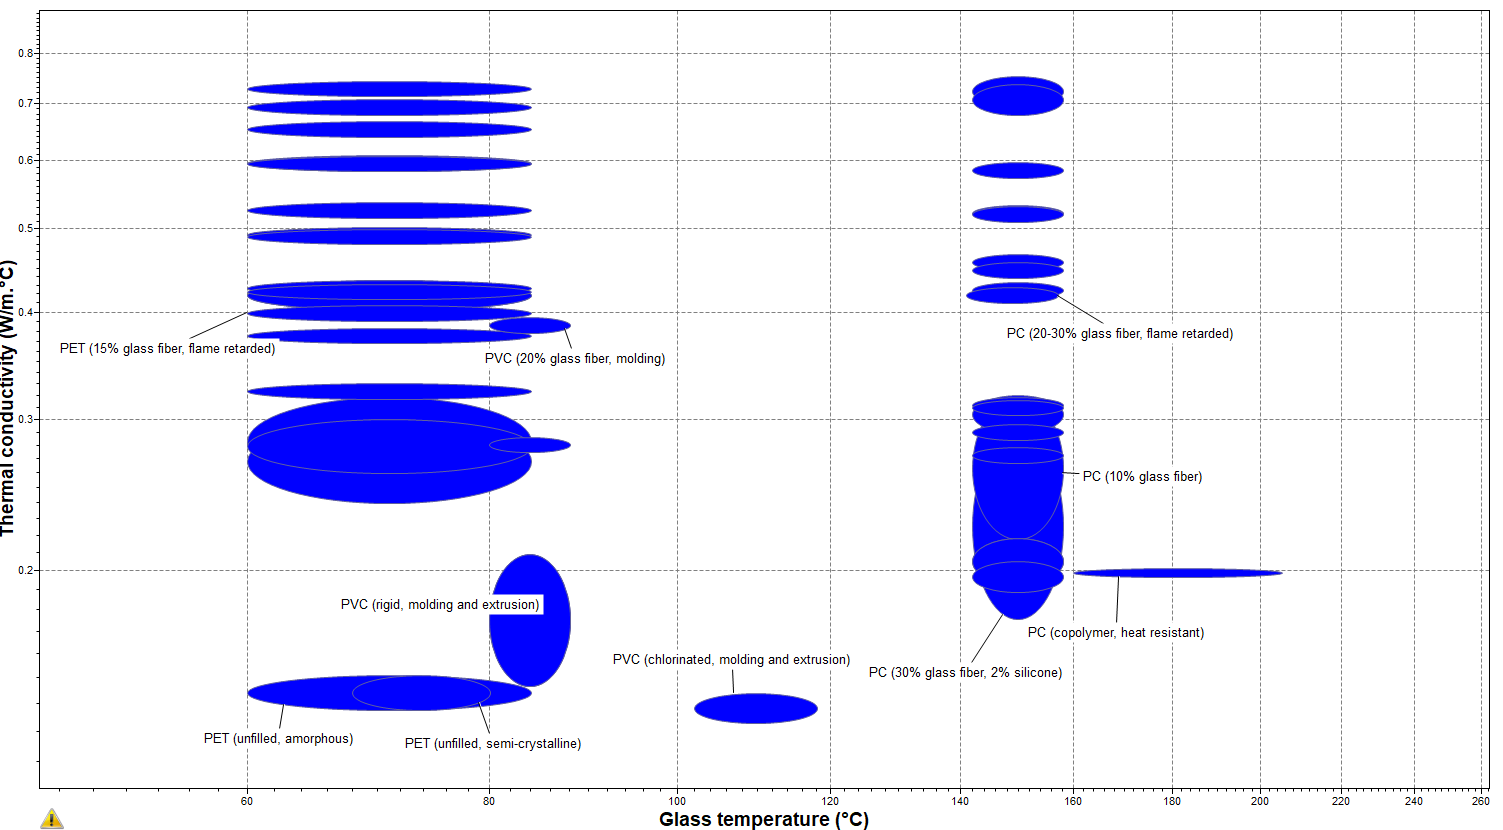 0.8
0.7
0.6
0.5
0.4
0.3
0.2
Thermal conductivity (W/m.°C)
PET (15% glass fiber, flame retarded)
PVC (20% glass fiber, molding)
PC (20-30% glass fiber, flame retarded)
PC (10% glass fiber)
PVC (rigid, molding and extrusion)
PC (copolymer, heat resistant)
PVC (chlorinated, molding and extrusion)
PC (30% glass fiber, 2% silicone)
PET (unfilled, amorphous)
PET (unfilled, semi-crystalline)
60 80 100 120 140 160 180 200 220 240 260
Glass temperature (°C)